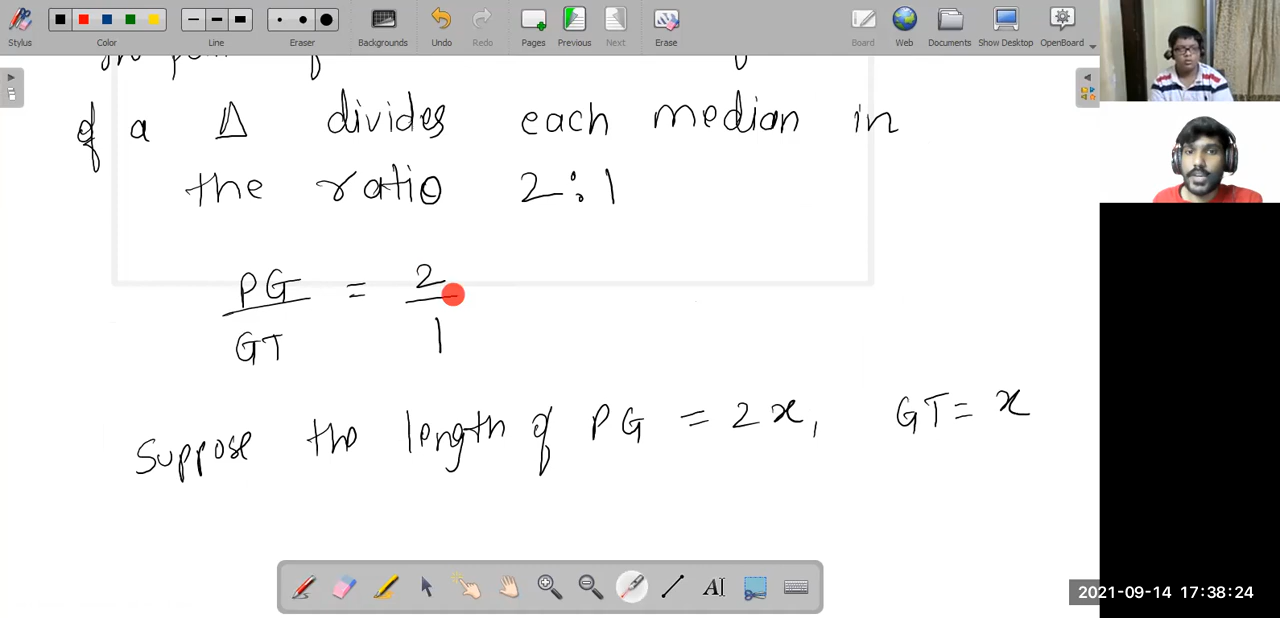 Stylus
Color
Line
Eraser
Backgrounds
Undo
Redo
Pages
Previous
Next
Erase
Board
Web
Documents
Show Desktop
OpenBoard
of a Δ divides each median in
the ratio 2:1
PG/GT = 2/1
Suppose the length of PG = 2x, GT = x
2021-09-14 17:38:24